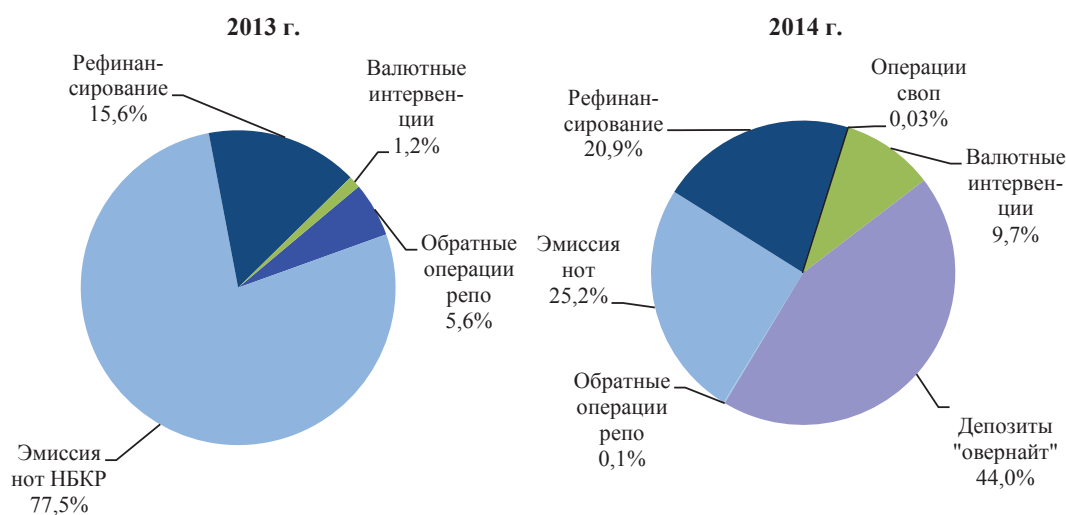 2013 г.
Рефинан-
сирование
15,6%
Валютные
интервен-
ции
1,2%
Обратные
операции
репо
5,6%
Эмиссия
нот НБКР
77,5%
2014 г.
Рефинан-
сирование
20,9%
Операции
своп
0,03%
Валютные
интервен-
ции
9,7%
Эмиссия
нот
25,2%
Обратные
операции
репо
0,1%
Депозиты
"овернайт"
44,0%